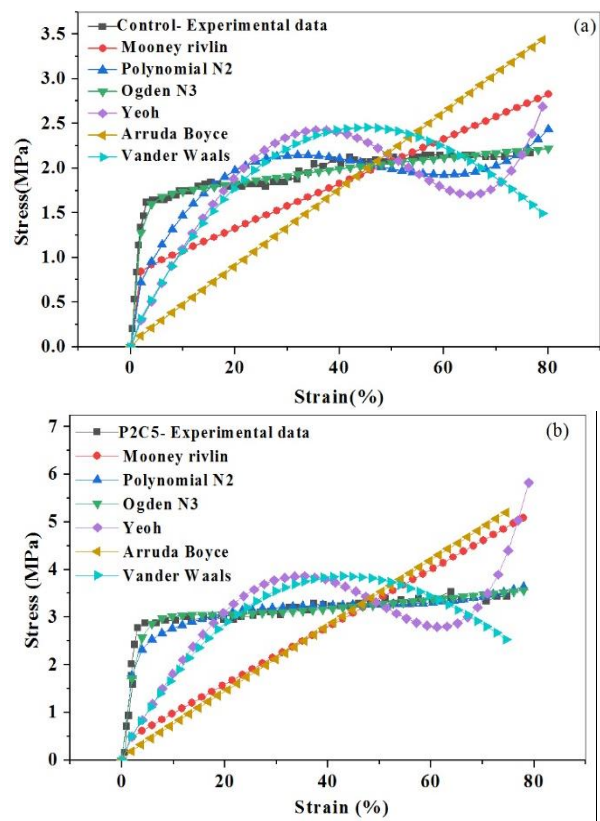 (a)
Control- Experimental data
Mooney rivlin
Polynomial N2
Ogden N3
Yeoh
Arruda Boyce
Vander Waals
3.5
3.0
2.5
2.0
1.5
1.0
0.5
0.0
Stress(MPa)
0 20 40 60 80
Strain(%)
(b)
P2C5- Experimental data
Mooney rivlin
Polynomial N2
Ogden N3
Yeoh
Arruda Boyce
Vander Waals
7
6
5
4
3
2
1
0
Stress (MPa)
0 20 40 60 80
Strain (%)